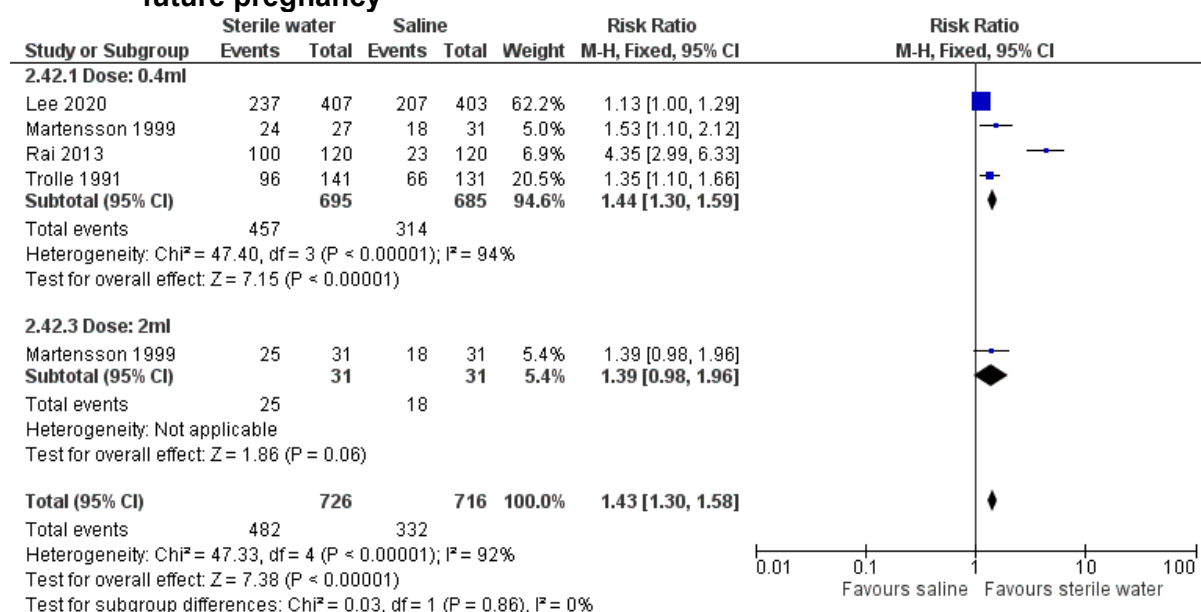 future pregnancy
Sterile water Saline Risk Ratio Risk Ratio
Study or Subgroup Events Total Events Total Weight M-H, Fixed, 95% CI M-H, Fixed, 95% CI
2.42.1 Dose: 0.4ml
Lee 2020 237 407 207 403 62.2% 1.13 [1.00, 1.29]
Martensson 1999 24 27 18 31 5.0% 1.53 [1.10, 2.12]
Rai 2013 100 120 23 120 6.9% 4.35 [2.99, 6.33]
Trolle 1991 96 141 66 131 20.5% 1.35 [1.10, 1.66]
Subtotal (95% CI) 695 685 94.6% 1.44 [1.30, 1.59]
Total events 457 314
Heterogeneity: Chi² = 47.40, df = 3 (P < 0.00001); I² = 94%
Test for overall effect: Z = 7.15 (P < 0.00001)
2.42.3 Dose: 2ml
Martensson 1999 25 31 18 31 5.4% 1.39 [0.98, 1.96]
Subtotal (95% CI) 31 31 5.4% 1.39 [0.98, 1.96]
Total events 25 18
Heterogeneity: Not applicable
Test for overall effect: Z = 1.86 (P = 0.06)
Total (95% CI) 726 716 100.0% 1.43 [1.30, 1.58]
Total events 482 332
Heterogeneity: Chi² = 47.33, df = 4 (P < 0.00001); I² = 92%
Test for overall effect: Z = 7.38 (P < 0.00001)
Test for subgroup differences: Chi² = 0.03, df = 1 (P = 0.86), I² = 0%
0.01 0.1 1 10 100
Favours saline Favours sterile water